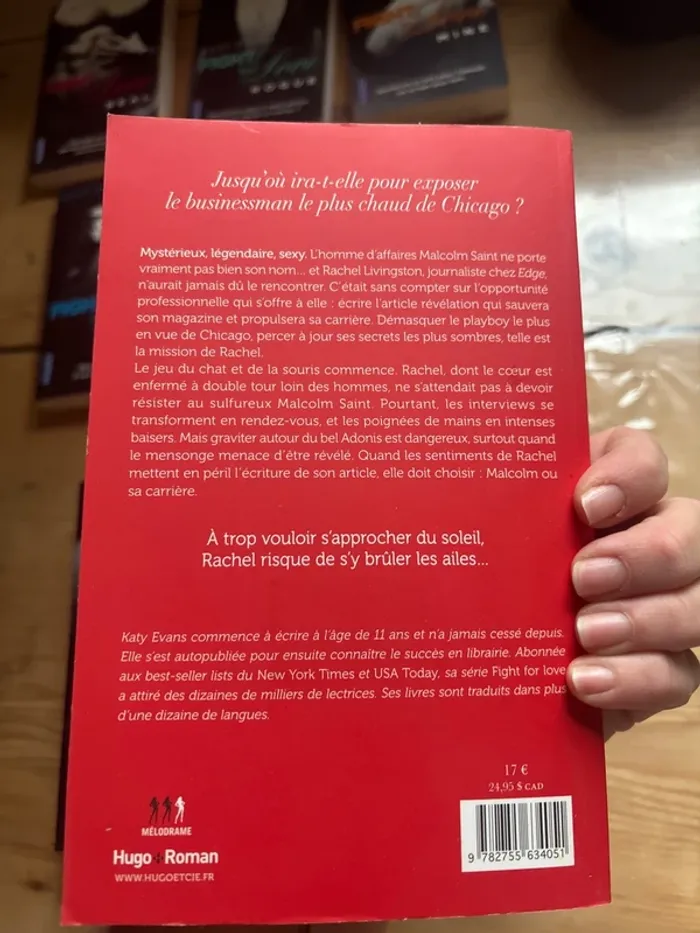 REAL
FIGHT
Love
ROGUE
FIGHT
MINE
FIGHT
Jusqu'où ira-t-elle pour exposer
le businessman le plus chaud de Chicago ?
Mystérieux, légendaire, sexy. L'homme d'affaires Malcolm Saint ne porte
vraiment pas bien son nom... et Rachel Livingston, journaliste chez Edge,
n'aurait jamais dû le rencontrer. C'était sans compter sur l'opportunité
professionnelle qui s'offre à elle : écrire l'article révélation qui sauvera
son magazine et propulsera sa carrière. Démasquer le playboy le plus
en vue de Chicago, percer à jour ses secrets les plus sombres, telle est
la mission de Rachel.
Le jeu du chat et de la souris commence. Rachel, dont le cœur est
enfermé à double tour loin des hommes, ne s'attendait pas à devoir
résister au sulfureux Malcolm Saint. Pourtant, les interviews se
transforment en rendez-vous, et les poignées de mains en intenses
baisers. Mais graviter autour du bel Adonis est dangereux, surtout quand
le mensonge menace d'être révélé. Quand les sentiments de Rachel
mettent en péril l'écriture de son article, elle doit choisir : Malcolm ou
sa carrière.
À trop vouloir s'approcher du soleil,
Rachel risque de s'y brûler les ailes...
Katy Evans commence à écrire à l'âge de 11 ans et n'a jamais cessé depuis.
Elle s'est autopubliée pour ensuite connaître le succès en librairie. Abonnée
aux best-seller lists du New York Times et USA Today, sa série Fight for love
a attiré des dizaines de milliers de lectrices. Ses livres sont traduits dans plus
d'une dizaine de langues.
17 €
24,95 $ CAD
MÉLODRAME
Hugo Roman
WWW.HUGOETCIE.FR
9 782755 634051